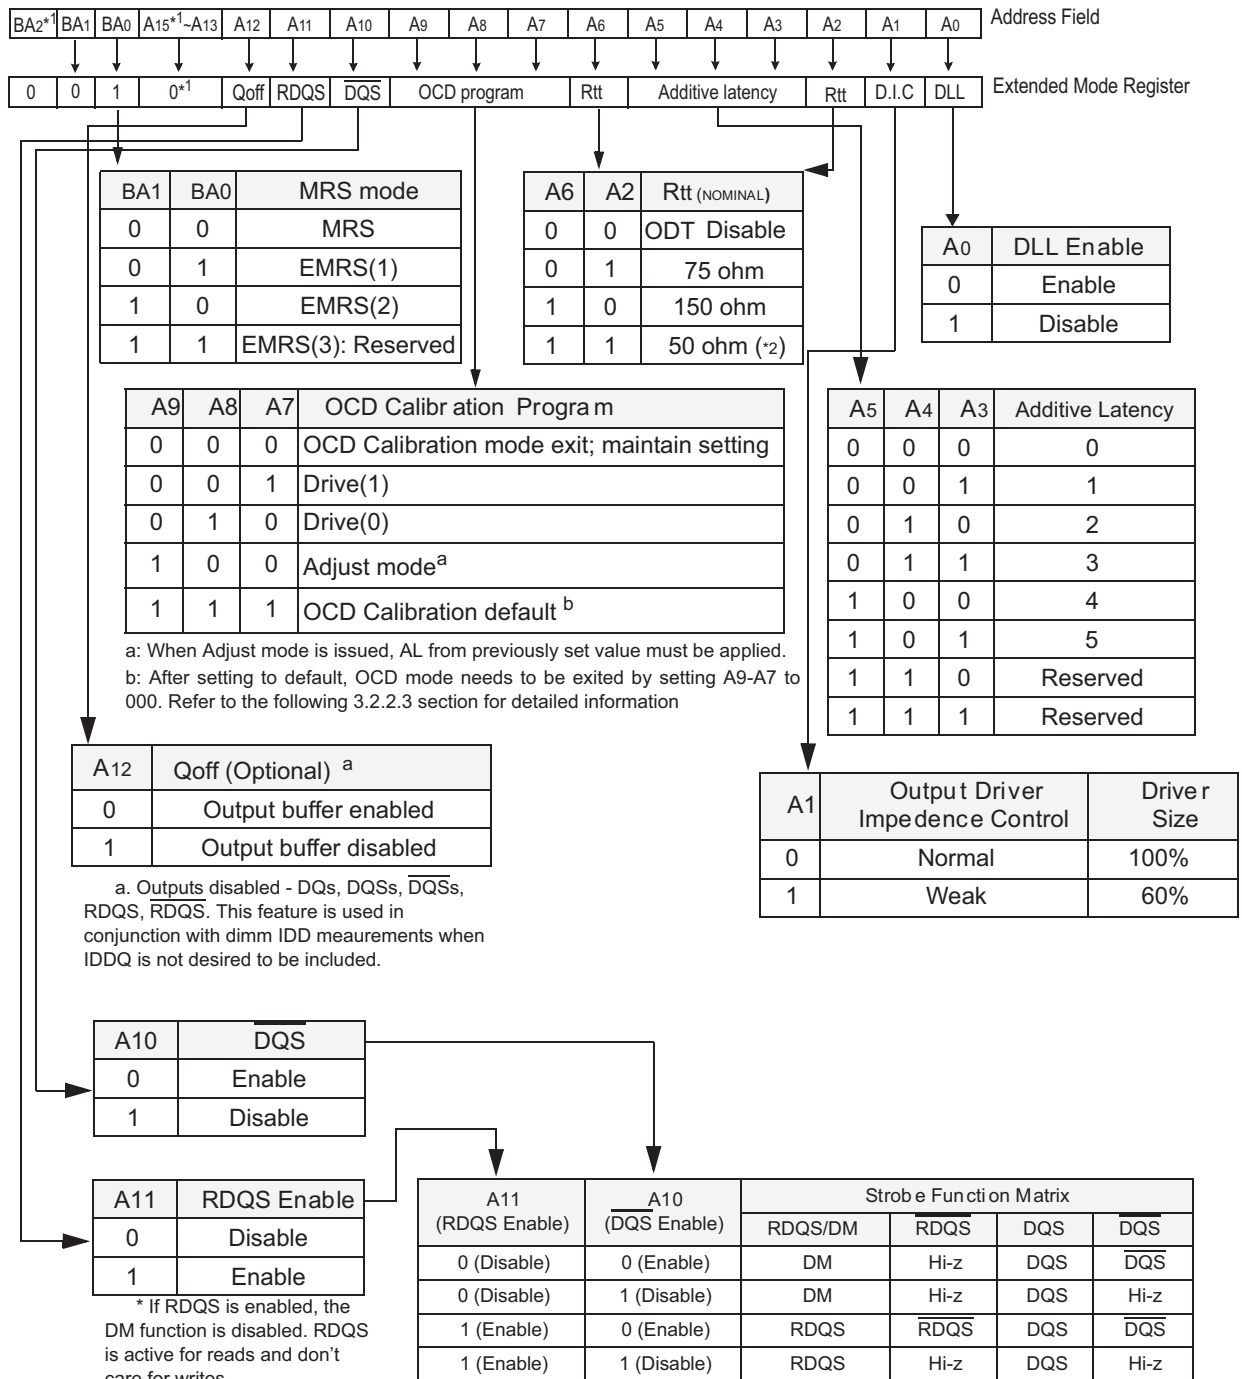 BA2*1 BA1 BA0 A15*1~A13 A12 A11 A10 A9 A8 A7 A6 A5 A4 A3 A2 A1 A0 Address Field
0 0 1 0*1 Qoff RDQS D̅Q̅S̅ OCD program Rtt Additive latency Rtt D.I.C DLL Extended Mode Register
BA1 BA0 MRS mode
0 0 MRS
0 1 EMRS(1)
1 0 EMRS(2)
1 1 EMRS(3): Reserved
A6 A2 Rtt (NOMINAL)
0 0 ODT Disable
0 1 75 ohm
1 0 150 ohm
1 1 50 ohm (*2)
A0 DLL Enable
0 Enable
1 Disable
A9 A8 A7 OCD Calibration Program
0 0 0 OCD Calibration mode exit; maintain setting
0 0 1 Drive(1)
0 1 0 Drive(0)
1 0 0 Adjust mode a
1 1 1 OCD Calibration default b
a: When Adjust mode is issued, AL from previously set value must be applied.
b: After setting to default, OCD mode needs to be exited by setting A9-A7 to
000. Refer to the following 3.2.2.3 section for detailed information
A5 A4 A3 Additive Latency
0 0 0 0
0 0 1 1
0 1 0 2
0 1 1 3
1 0 0 4
1 0 1 5
1 1 0 Reserved
1 1 1 Reserved
A12 Qoff (Optional) a
0 Output buffer enabled
1 Output buffer disabled
a. Outputs disabled - DQs, DQSs, D̅Q̅S̅s,
RDQS, R̅D̅Q̅S̅. This feature is used in
conjunction with dimm IDD meaurements when
IDDQ is not desired to be included.
A1 Output Driver Impedence Control Driver Size
0 Normal 100%
1 Weak 60%
A10 D̅Q̅S̅
0 Enable
1 Disable
A11 RDQS Enable
0 Disable
1 Enable
* If RDQS is enabled, the
DM function is disabled. RDQS
is active for reads and don't
care for writes
A11 (RDQS Enable) A10 (D̅Q̅S̅ Enable) Strobe Function Matrix
RDQS/DM R̅D̅Q̅S̅ DQS D̅Q̅S̅
0 (Disable) 0 (Enable) DM Hi-z DQS D̅Q̅S̅
0 (Disable) 1 (Disable) DM Hi-z DQS Hi-z
1 (Enable) 0 (Enable) RDQS R̅D̅Q̅S̅ DQS D̅Q̅S̅
1 (Enable) 1 (Disable) RDQS Hi-z DQS Hi-z